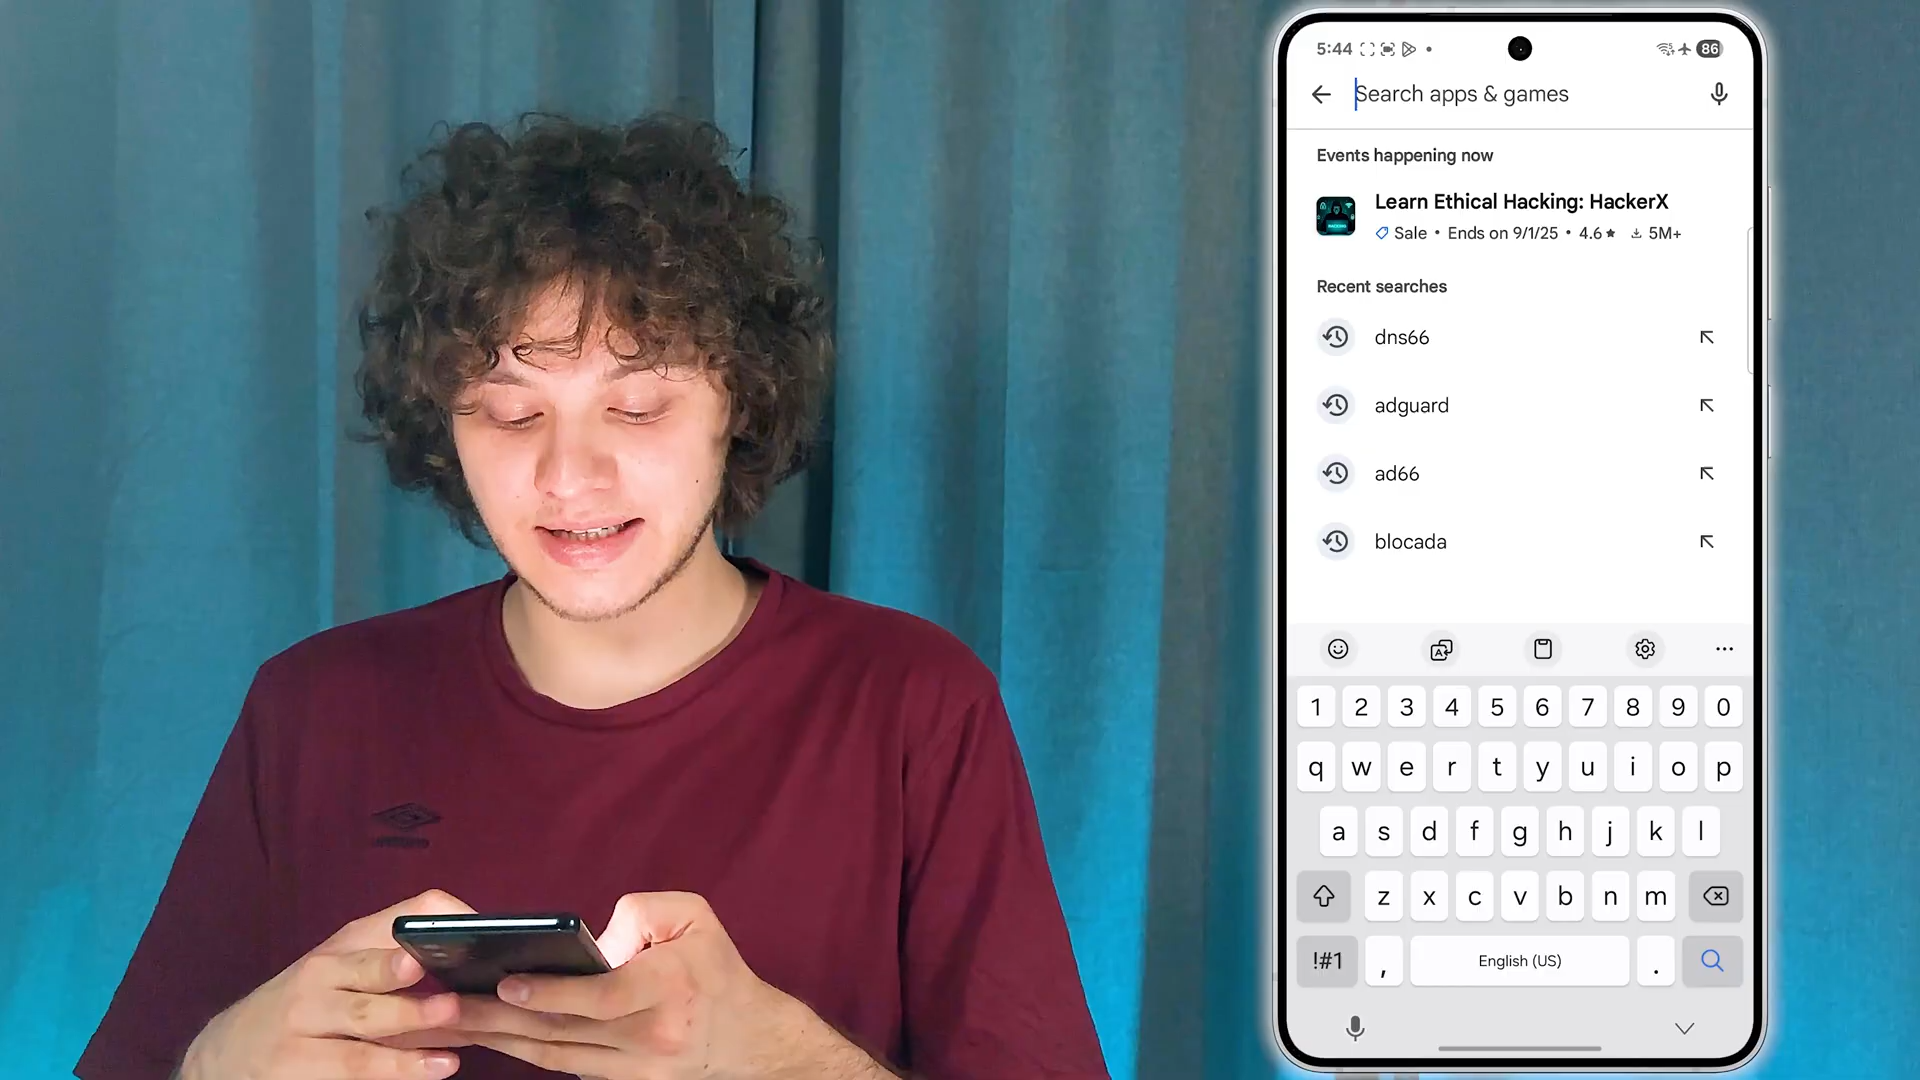 5:44
86
Search apps & games
Events happening now
Learn Ethical Hacking: HackerX
Sale • Ends on 9/1/25 • 4.6★ 5M+
Recent searches
dns66
adguard
ad66
blocada
1 2 3 4 5 6 7 8 9 0
q w e r t y u i o p
a s d f g h j k l
z x c v b n m
!#1 , English (US) .